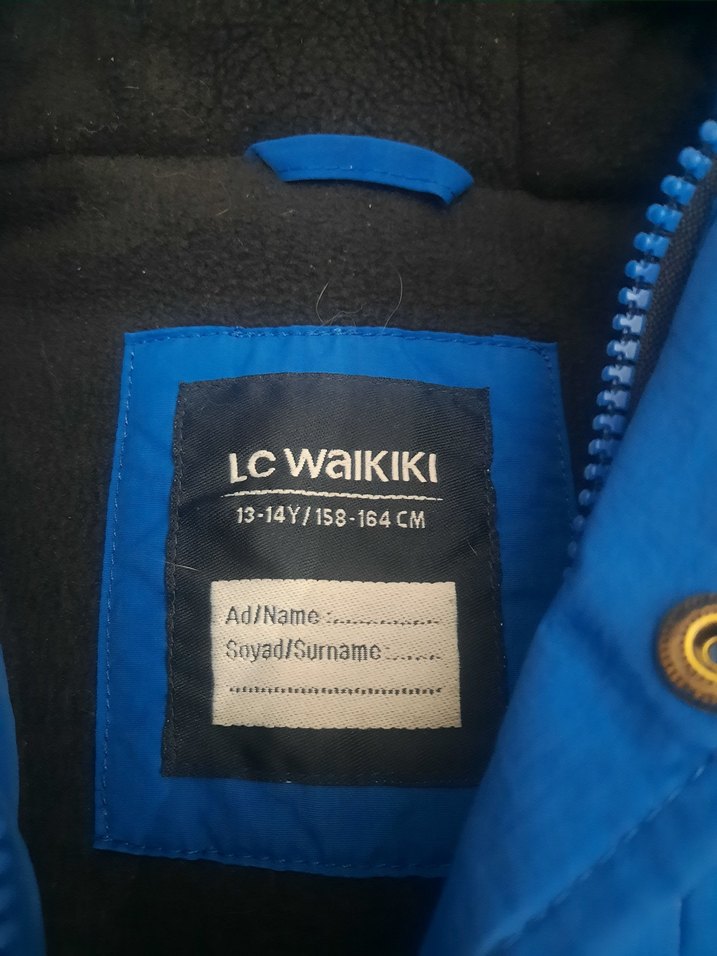 LC WAIKIKI
13-14Y/158-164 CM
Ad/Name:...............
Soyad/Surname:........
................................